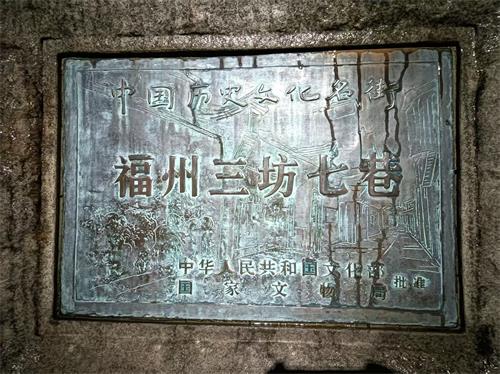 中国历史文化名街
福州三坊七巷
中华人民共和国文化部
国家文物局 批准